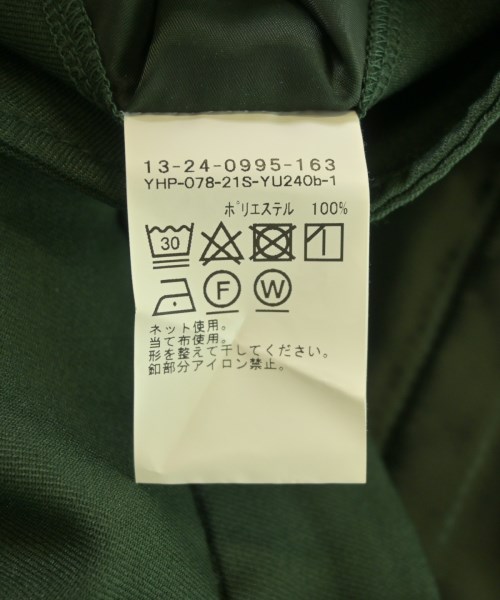 13-24-0995-163
YHP-078-21S-YU240b-1
ポリエステル 100%
30
F W
ネット使用。
当て布使用。
形を整えて干してください。
釦部分アイロン禁止。